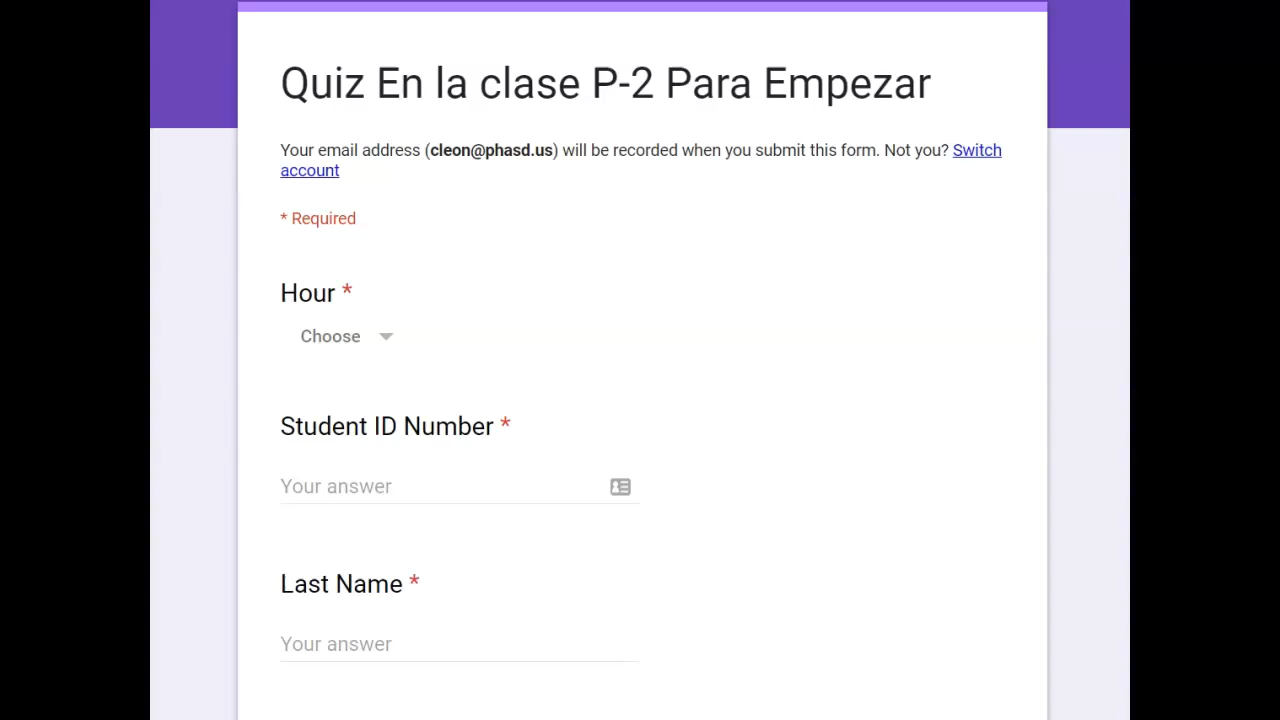 Quiz En la clase P-2 Para Empezar
Your email address (cleon@phasd.us) will be recorded when you submit this form. Not you? Switch
account
* Required
Hour *
Choose
Student ID Number *
Your answer
Last Name *
Your answer